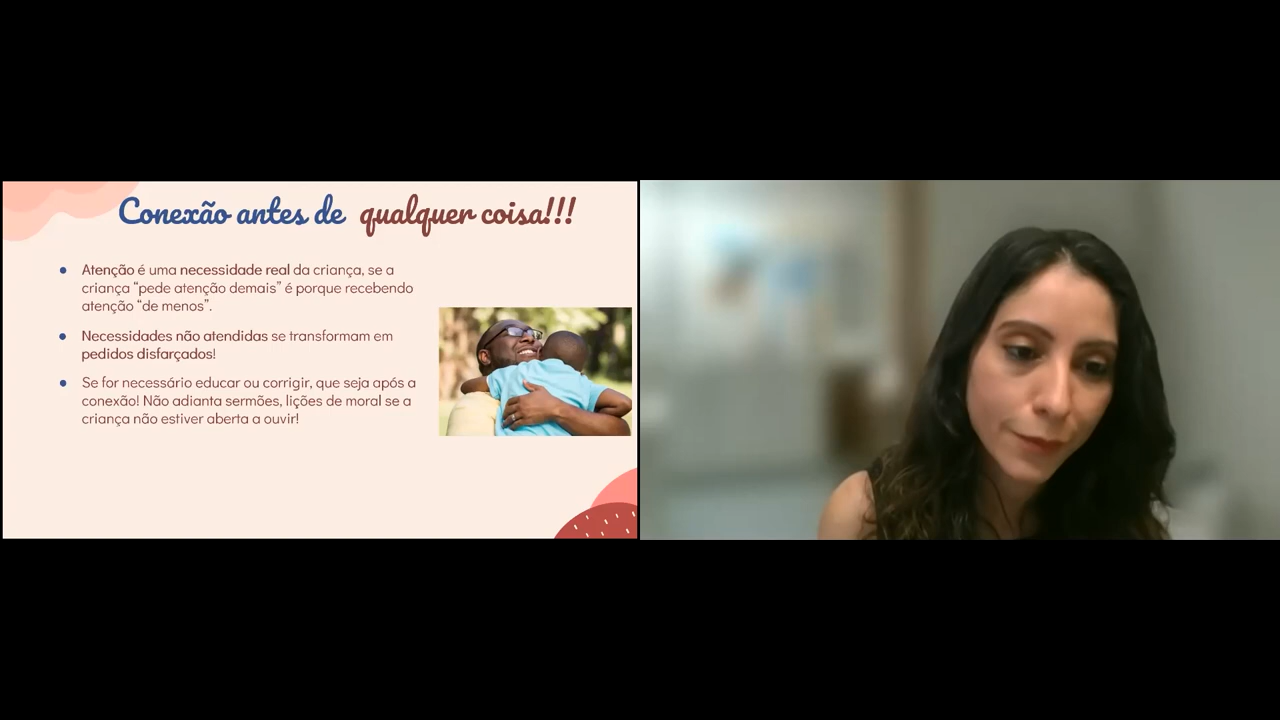 Conexão antes de qualquer coisa!!!
● Atenção é uma necessidade real da criança, se a
criança “pede atenção demais” é porque recebendo
atenção “de menos”.
● Necessidades não atendidas se transformam em
pedidos disfarçados!
● Se for necessário educar ou corrigir, que seja após a
conexão! Não adianta sermões, lições de moral se a
criança não estiver aberta a ouvir!